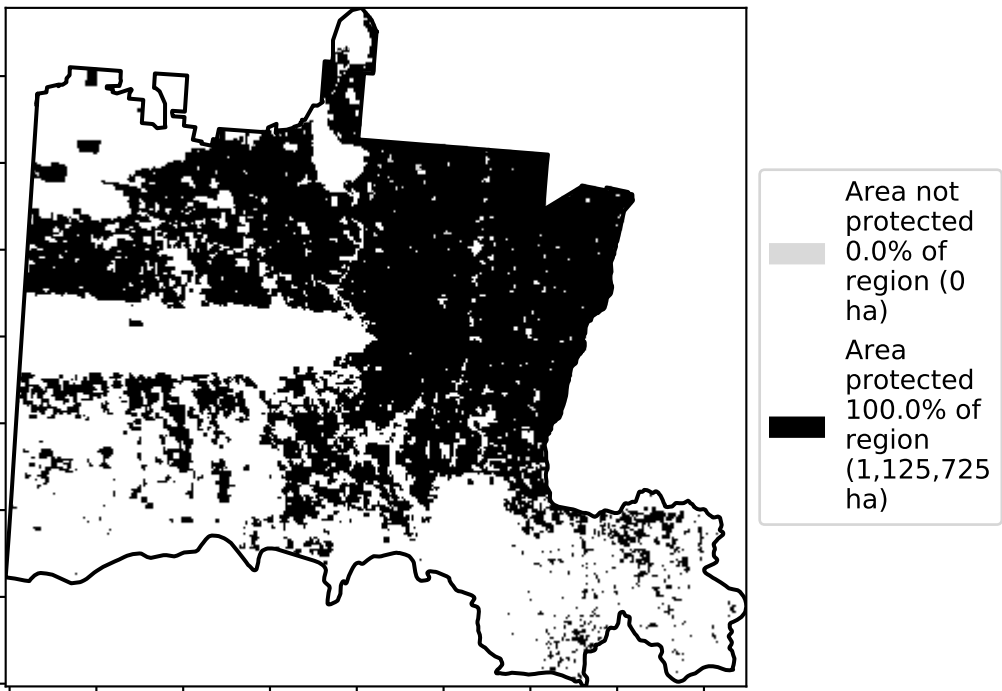 Area not
protected
0.0% of
region (0
ha)
Area
protected
100.0% of
region
(1,125,725
ha)